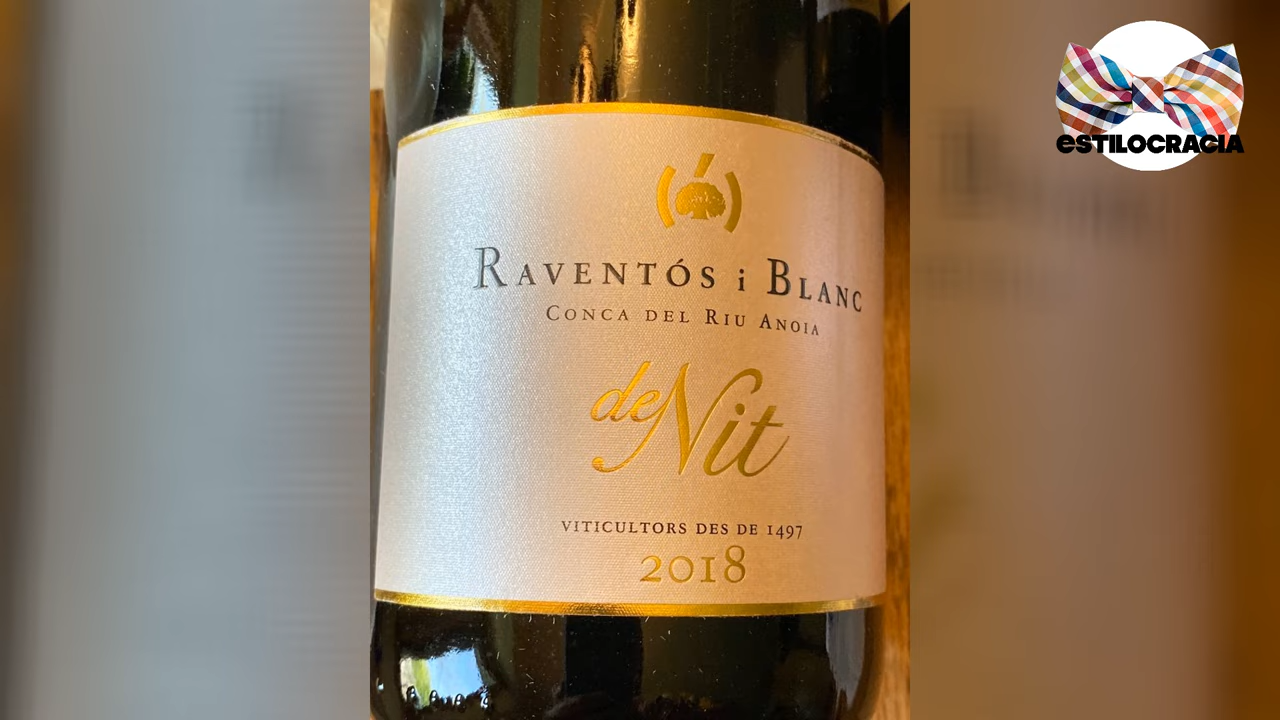 ESTILOCRACIA
RAVENTÓS i BLANC
CONCA DEL RIU ANOIA
de Nit
VITICULTORS DES DE 1497
2018